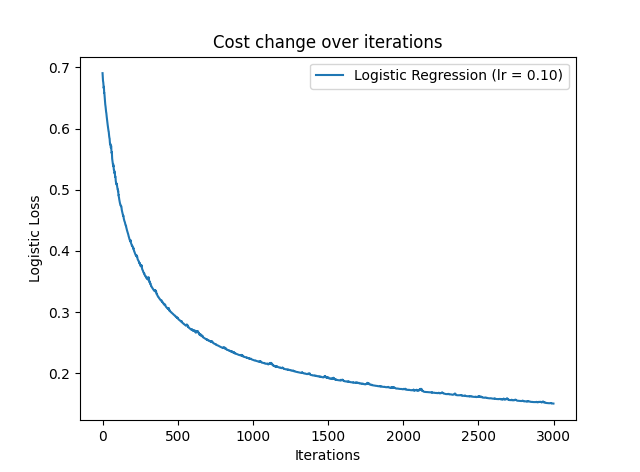 Cost change over iterations
Logistic Regression (lr = 0.10)
0.7
0.6
0.5
0.4
0.3
0.2
Logistic Loss
0 500 1000 1500 2000 2500 3000
Iterations